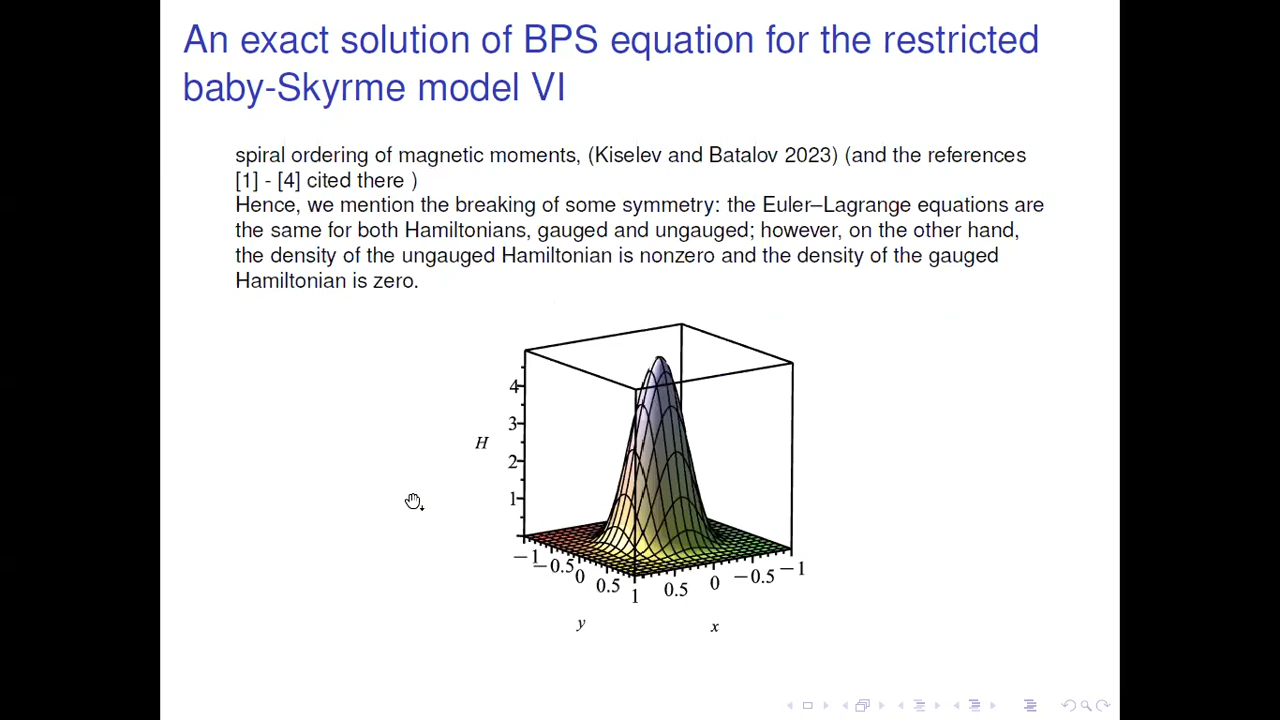 An exact solution of BPS equation for the restricted
baby-Skyrme model VI
spiral ordering of magnetic moments, (Kiselev and Batalov 2023) (and the references
[1] - [4] cited there )
Hence, we mention the breaking of some symmetry: the Euler–Lagrange equations are
the same for both Hamiltonians, gauged and ungauged; however, on the other hand,
the density of the ungauged Hamiltonian is nonzero and the density of the gauged
Hamiltonian is zero.
4
3
H
2
1
−1 −0.5 0 0.5 1 0.5 0 −0.5 −1
y x